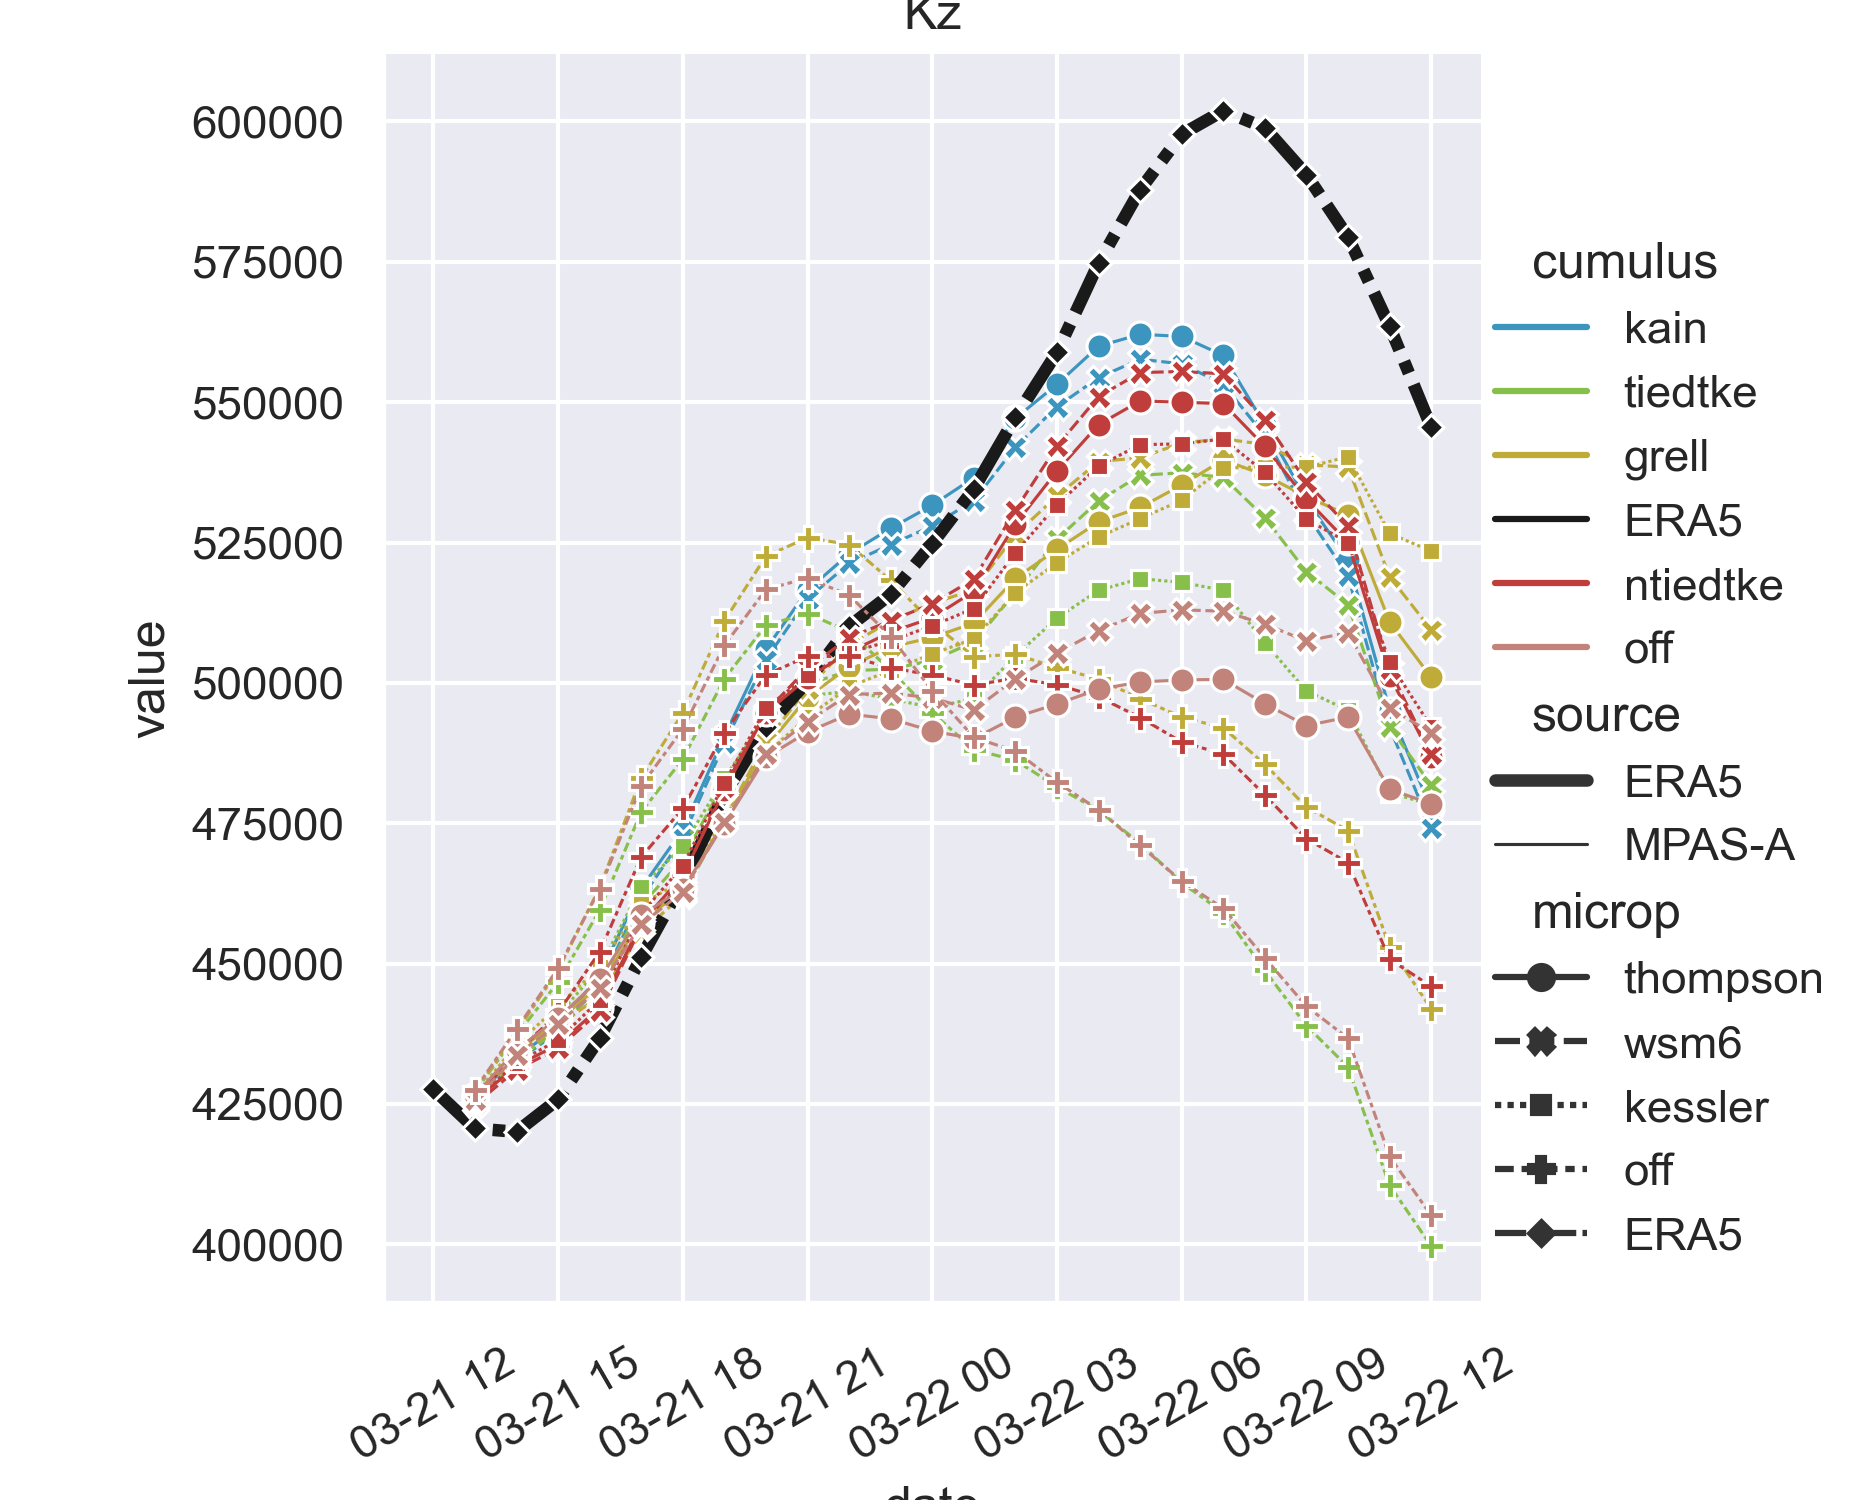 Kz
value
600000
575000
550000
525000
500000
475000
450000
425000
400000
03-21 12
03-21 15
03-21 18
03-21 21
03-22 00
03-22 03
03-22 06
03-22 09
03-22 12
date
cumulus
kain
tiedtke
grell
ERA5
ntiedtke
off
source
ERA5
MPAS-A
microp
thompson
wsm6
kessler
off
ERA5